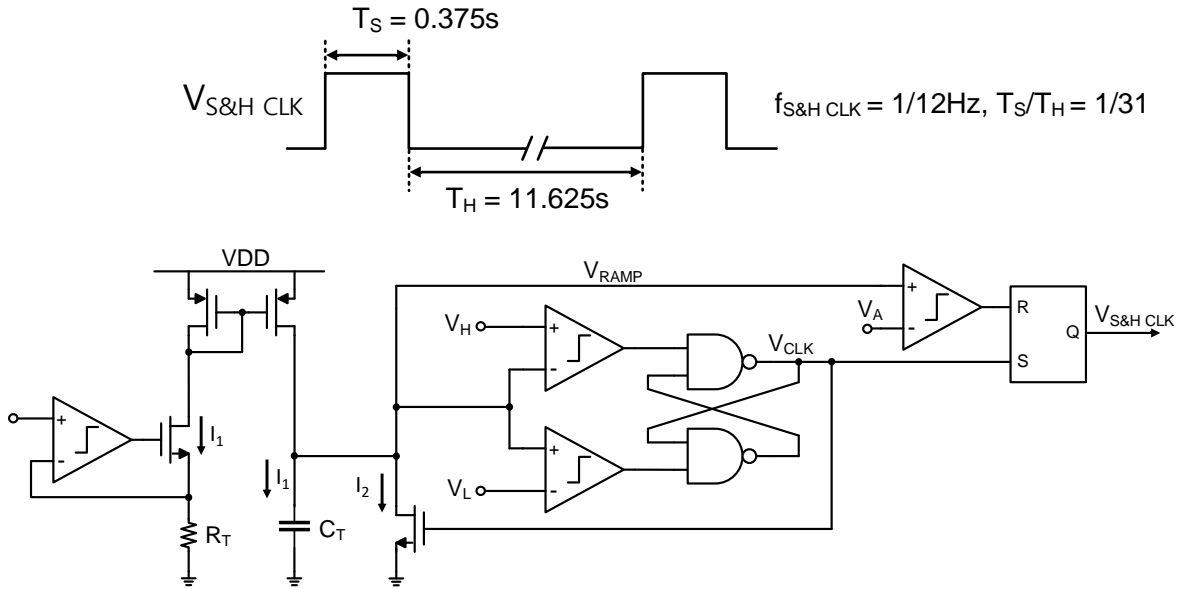 T_S = 0.375s
V_S&H CLK
f_S&H CLK = 1/12Hz, T_S/T_H = 1/31
T_H = 11.625s
VDD
V_RAMP
+
V_A
-
R
S
Q
V_S&H CLK
V_H
+
-
V_CLK
+
-
I_1
+
-
V_L
I_1
I_2
R_T
C_T